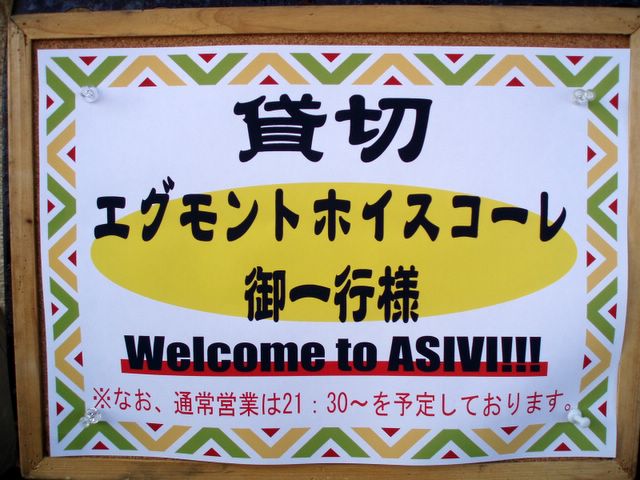 貸切
エグモントホイスコーレ
御一行様
Welcome to ASIVI!!!
※なお、通常営業は21：30～を予定しております。